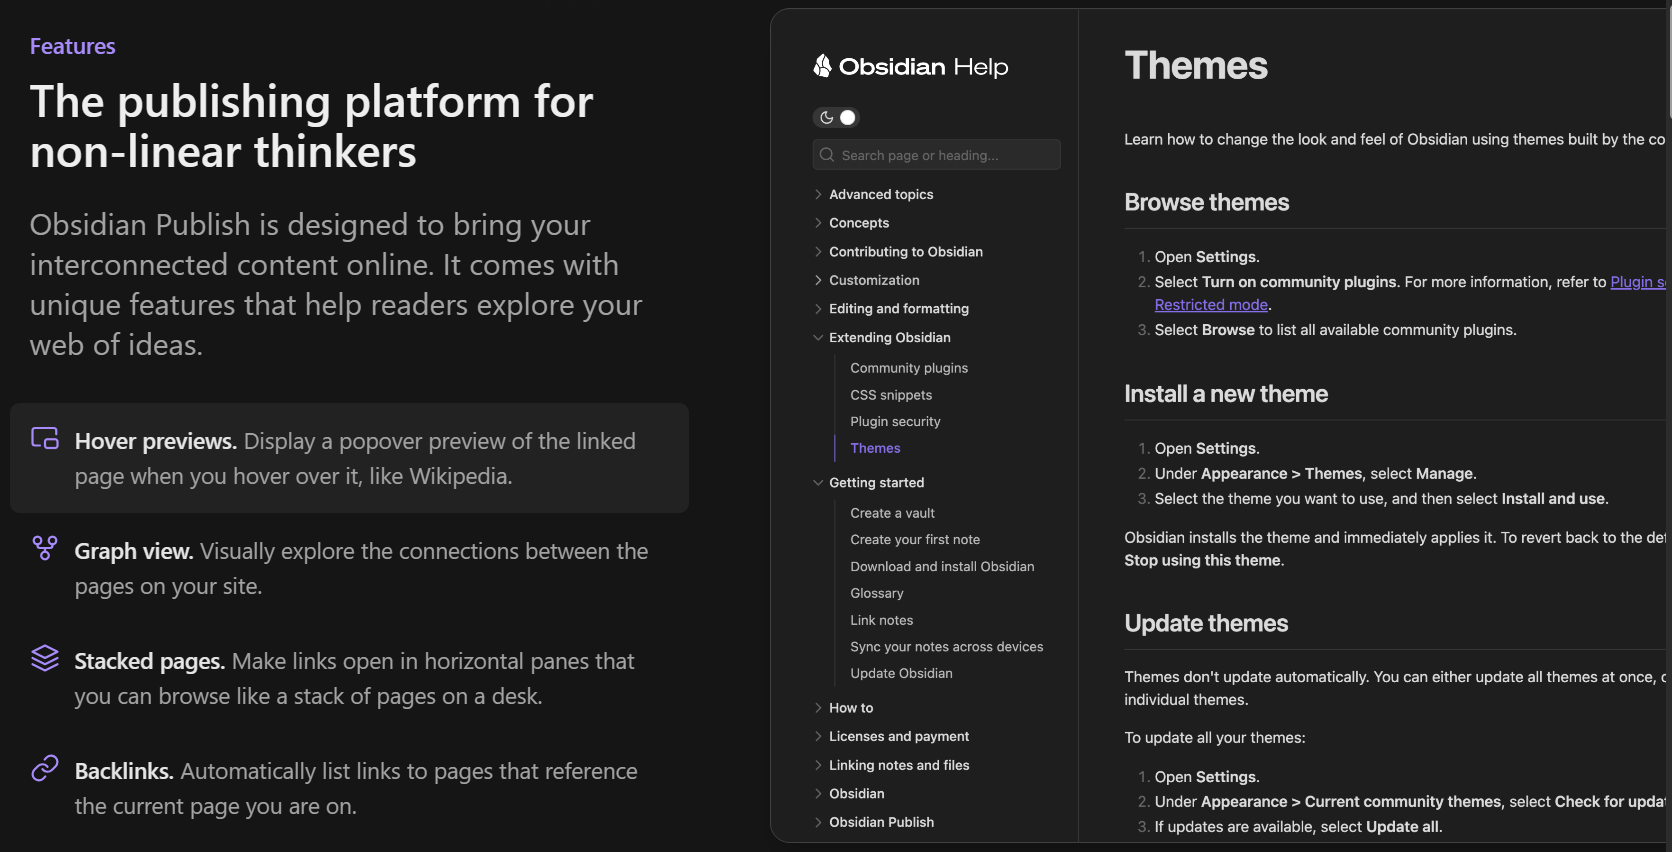 Features
The publishing platform for
non-linear thinkers
Obsidian Publish is designed to bring your
interconnected content online. It comes with
unique features that help readers explore your
web of ideas.
Hover previews. Display a popover preview of the linked
page when you hover over it, like Wikipedia.
Graph view. Visually explore the connections between the
pages on your site.
Stacked pages. Make links open in horizontal panes that
you can browse like a stack of pages on a desk.
Backlinks. Automatically list links to pages that reference
the current page you are on.
Obsidian Help
Search page or heading...
Advanced topics
Concepts
Contributing to Obsidian
Customization
Editing and formatting
Extending Obsidian
Community plugins
CSS snippets
Plugin security
Themes
Getting started
Create a vault
Create your first note
Download and install Obsidian
Glossary
Link notes
Sync your notes across devices
Update Obsidian
How to
Licenses and payment
Linking notes and files
Obsidian
Obsidian Publish
Themes
Learn how to change the look and feel of Obsidian using themes built by the co
Browse themes
1. Open Settings.
2. Select Turn on community plugins. For more information, refer to Plugin s
Restricted mode.
3. Select Browse to list all available community plugins.
Install a new theme
1. Open Settings.
2. Under Appearance > Themes, select Manage.
3. Select the theme you want to use, and then select Install and use.
Obsidian installs the theme and immediately applies it. To revert back to the def
Stop using this theme.
Update themes
Themes don't update automatically. You can either update all themes at once, o
individual themes.
To update all your themes:
1. Open Settings.
2. Under Appearance > Current community themes, select Check for updat
3. If updates are available, select Update all.